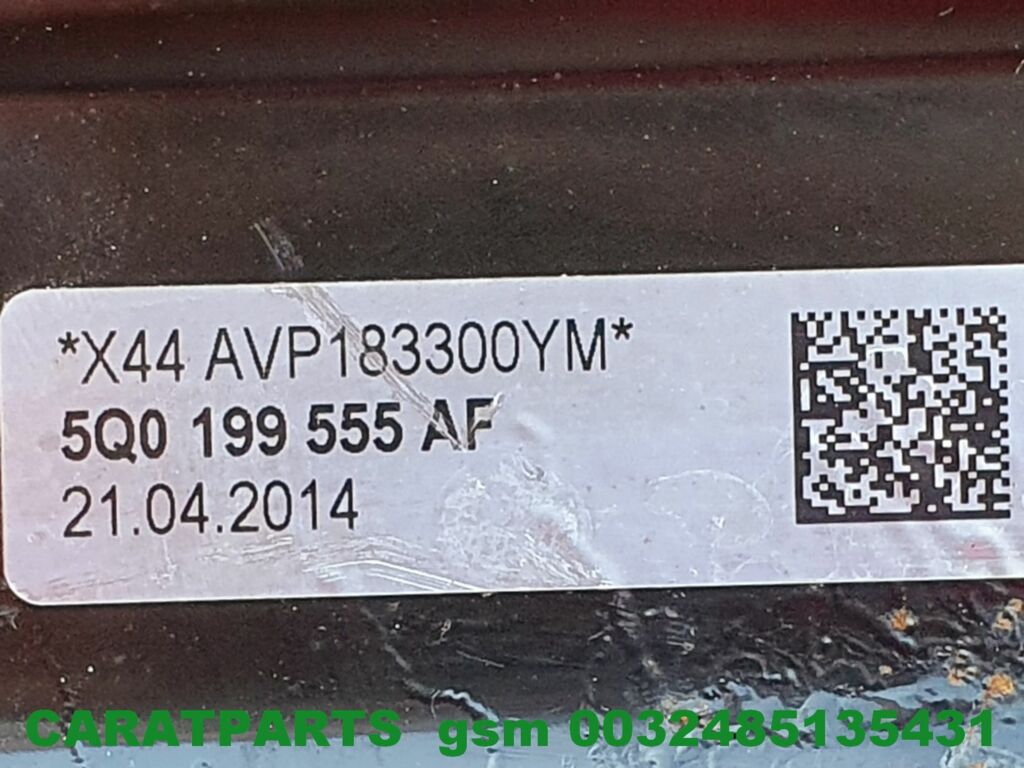 *X44 AVP183300YM*
5Q0 199 555 AF
21.04.2014
CARATPARTS gsm 0032485135431